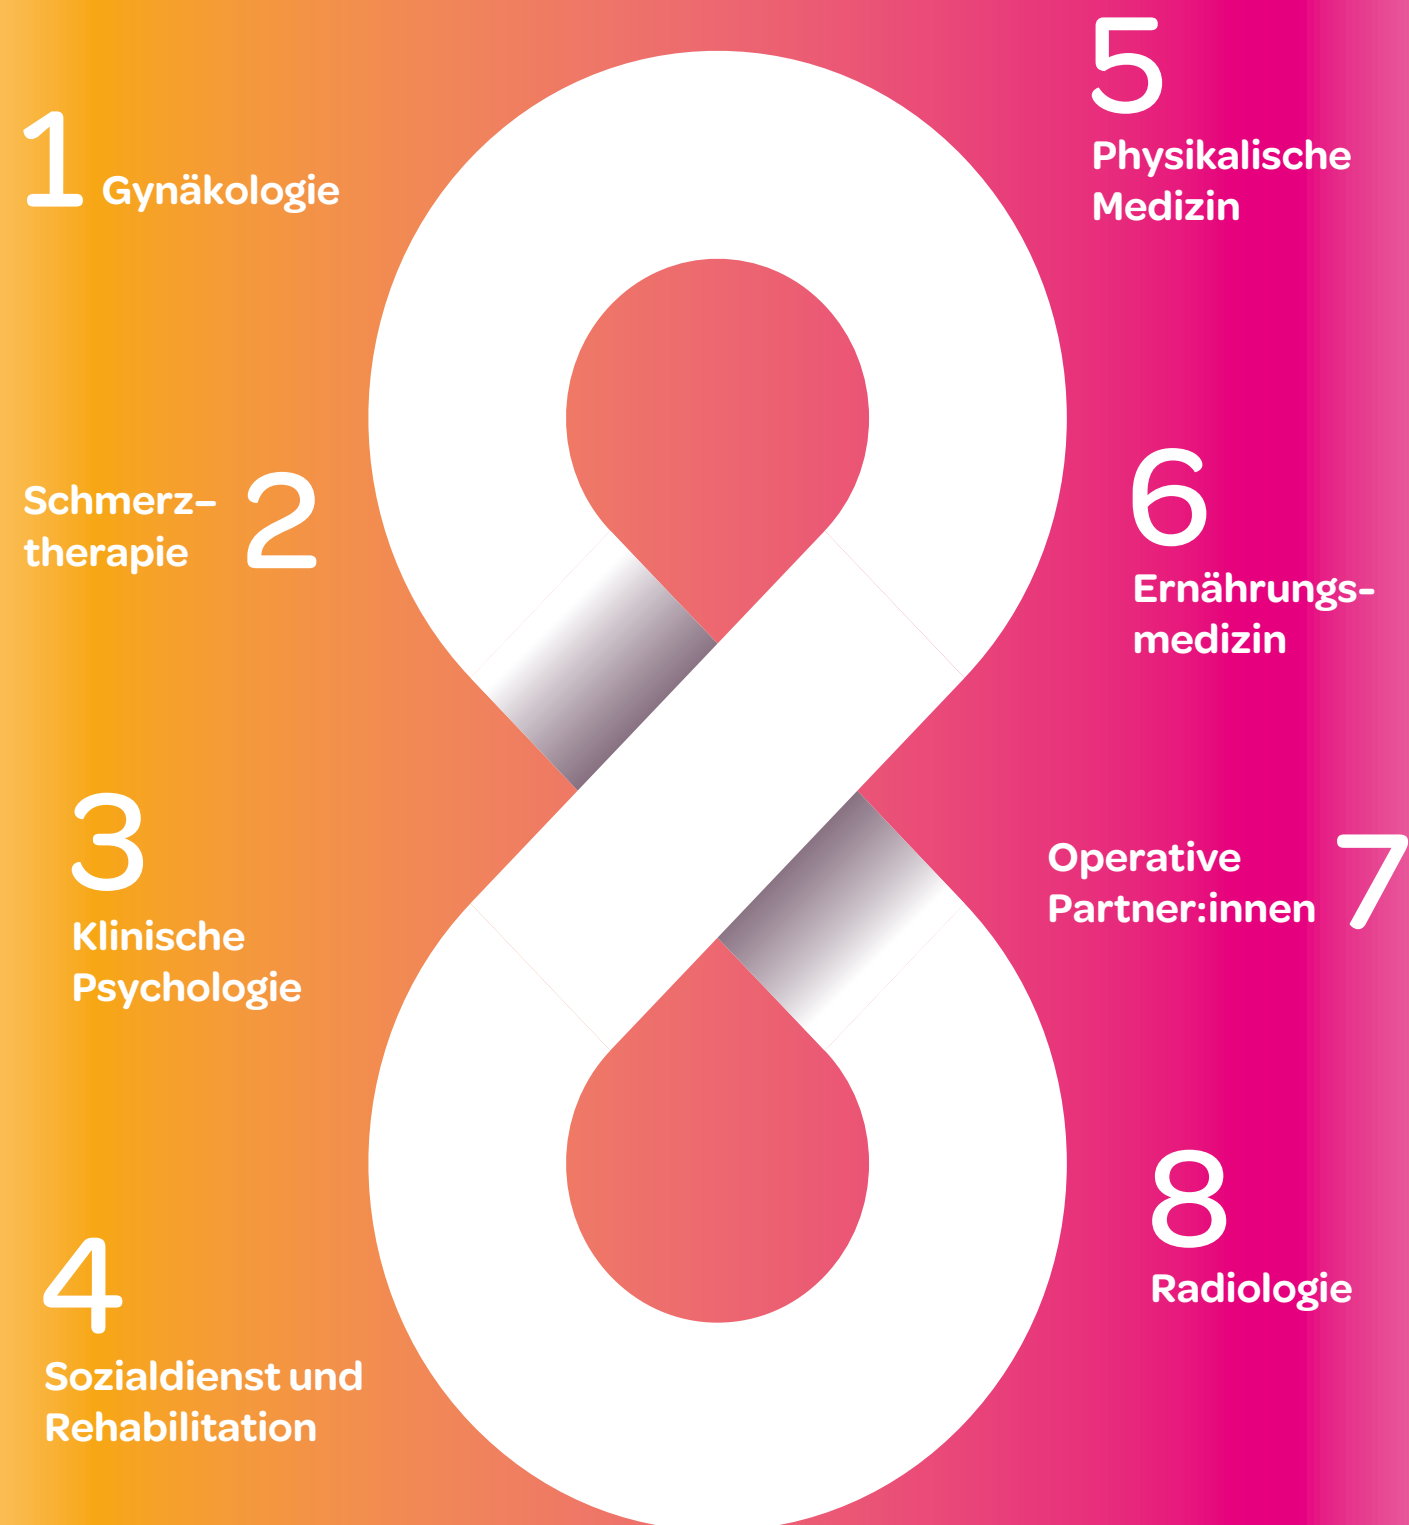 1 Gynäkologie
Schmerz-
therapie 2
3
Klinische
Psychologie
4
Sozialdienst und
Rehabilitation
8
5
Physikalische
Medizin
6
Ernährungs-
medizin
Operative
Partner:innen 7
8
Radiologie